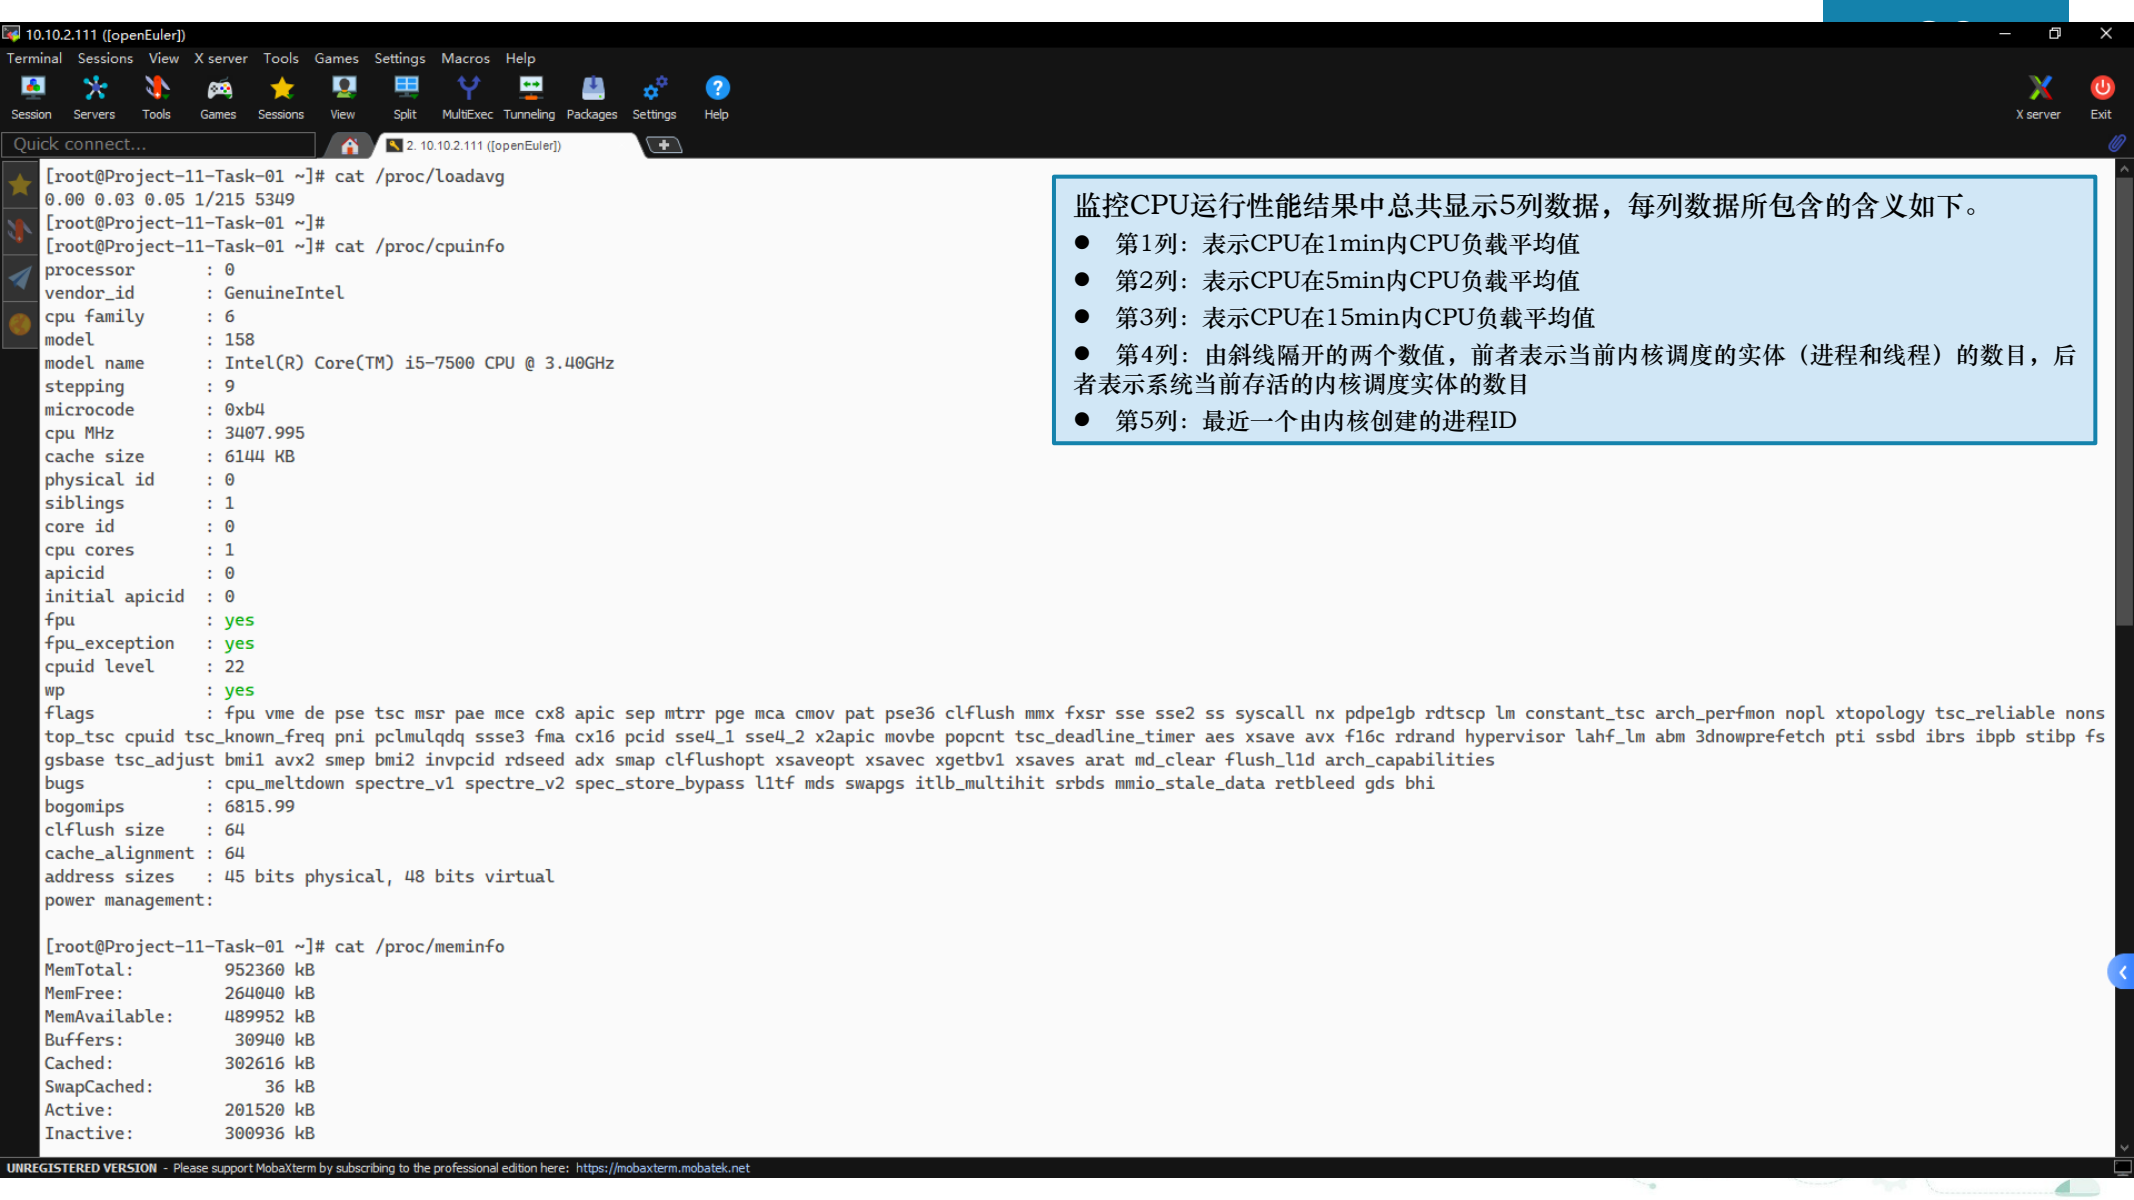 10.10.2.111 ([openEuler])
Terminal Sessions View X server Tools Games Settings Macros Help
Session Servers Tools Games Sessions View Split MultiExec Tunneling Packages Settings Help X server Exit
Quick connect...
2. 10.10.2.111 ([openEuler])
[root@Project-11-Task-01 ~]# cat /proc/loadavg
0.00 0.03 0.05 1/215 5349
[root@Project-11-Task-01 ~]#
[root@Project-11-Task-01 ~]# cat /proc/cpuinfo
processor : 0
vendor_id : GenuineIntel
cpu family : 6
model : 158
model name : Intel(R) Core(TM) i5-7500 CPU @ 3.40GHz
stepping : 9
microcode : 0xb4
cpu MHz : 3407.995
cache size : 6144 KB
physical id : 0
siblings : 1
core id : 0
cpu cores : 1
apicid : 0
initial apicid : 0
fpu : yes
fpu_exception : yes
cpuid level : 22
wp : yes
flags : fpu vme de pse tsc msr pae mce cx8 apic sep mtrr pge mca cmov pat pse36 clflush mmx fxsr sse sse2 ss syscall nx pdpe1gb rdtscp lm constant_tsc arch_perfmon nopl xtopology tsc_reliable nons
top_tsc cpuid tsc_known_freq pni pclmulqdq ssse3 fma cx16 pcid sse4_1 sse4_2 x2apic movbe popcnt tsc_deadline_timer aes xsave avx f16c rdrand hypervisor lahf_lm abm 3dnowprefetch pti ssbd ibrs ibpb stibp fs
gsbase tsc_adjust bmi1 avx2 smep bmi2 invpcid rdseed adx smap clflushopt xsaveopt xsavec xgetbv1 xsaves arat md_clear flush_l1d arch_capabilities
bugs : cpu_meltdown spectre_v1 spectre_v2 spec_store_bypass l1tf mds swapgs itlb_multihit srbds mmio_stale_data retbleed gds bhi
bogomips : 6815.99
clflush size : 64
cache_alignment : 64
address sizes : 45 bits physical, 48 bits virtual
power management:
[root@Project-11-Task-01 ~]# cat /proc/meminfo
MemTotal: 952360 kB
MemFree: 264040 kB
MemAvailable: 489952 kB
Buffers: 30940 kB
Cached: 302616 kB
SwapCached: 36 kB
Active: 201520 kB
Inactive: 300936 kB
监控CPU运行性能结果中总共显示5列数据，每列数据所包含的含义如下。
● 第1列：表示CPU在1min内CPU负载平均值
● 第2列：表示CPU在5min内CPU负载平均值
● 第3列：表示CPU在15min内CPU负载平均值
● 第4列：由斜线隔开的两个数值，前者表示当前内核调度的实体（进程和线程）的数目，后
者表示系统当前存活的内核调度实体的数目
● 第5列：最近一个由内核创建的进程ID
UNREGISTERED VERSION - Please support MobaXterm by subscribing to the professional edition here: https://mobaxterm.mobatek.net